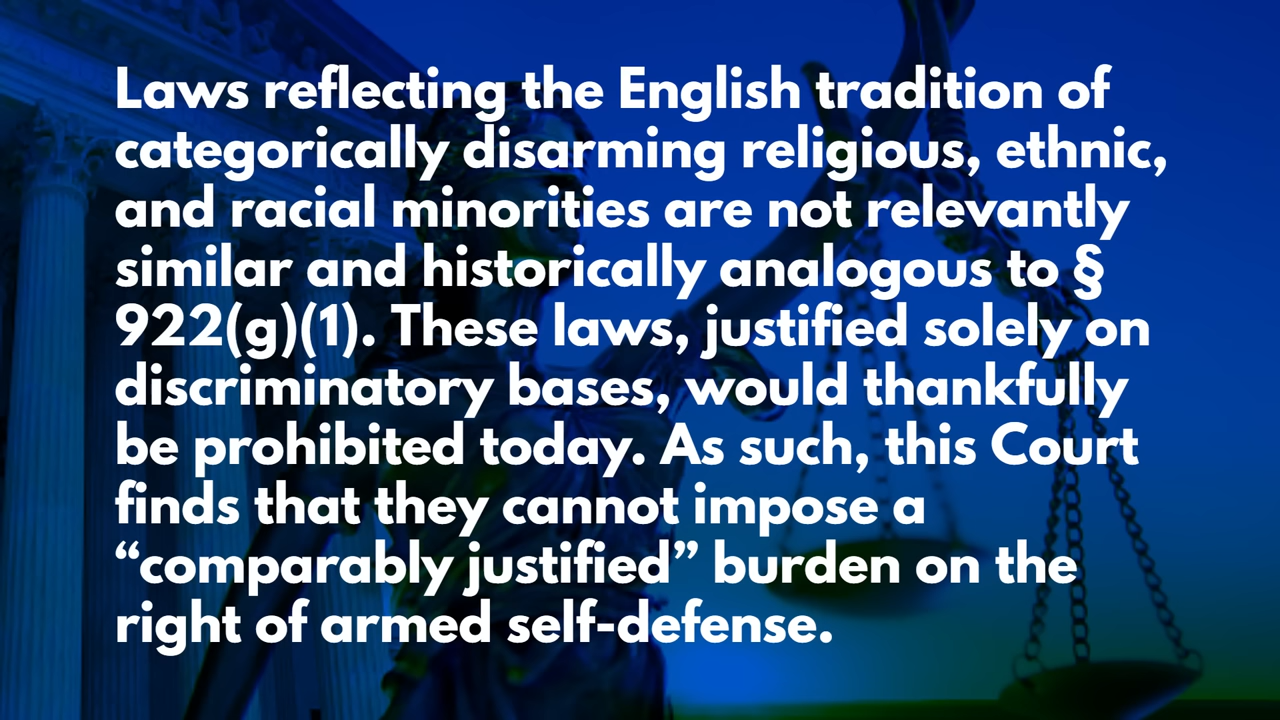 Laws reflecting the English tradition of
categorically disarming religious, ethnic,
and racial minorities are not relevantly
similar and historically analogous to §
922(g)(1). These laws, justified solely on
discriminatory bases, would thankfully
be prohibited today. As such, this Court
finds that they cannot impose a
“comparably justified” burden on the
right of armed self-defense.